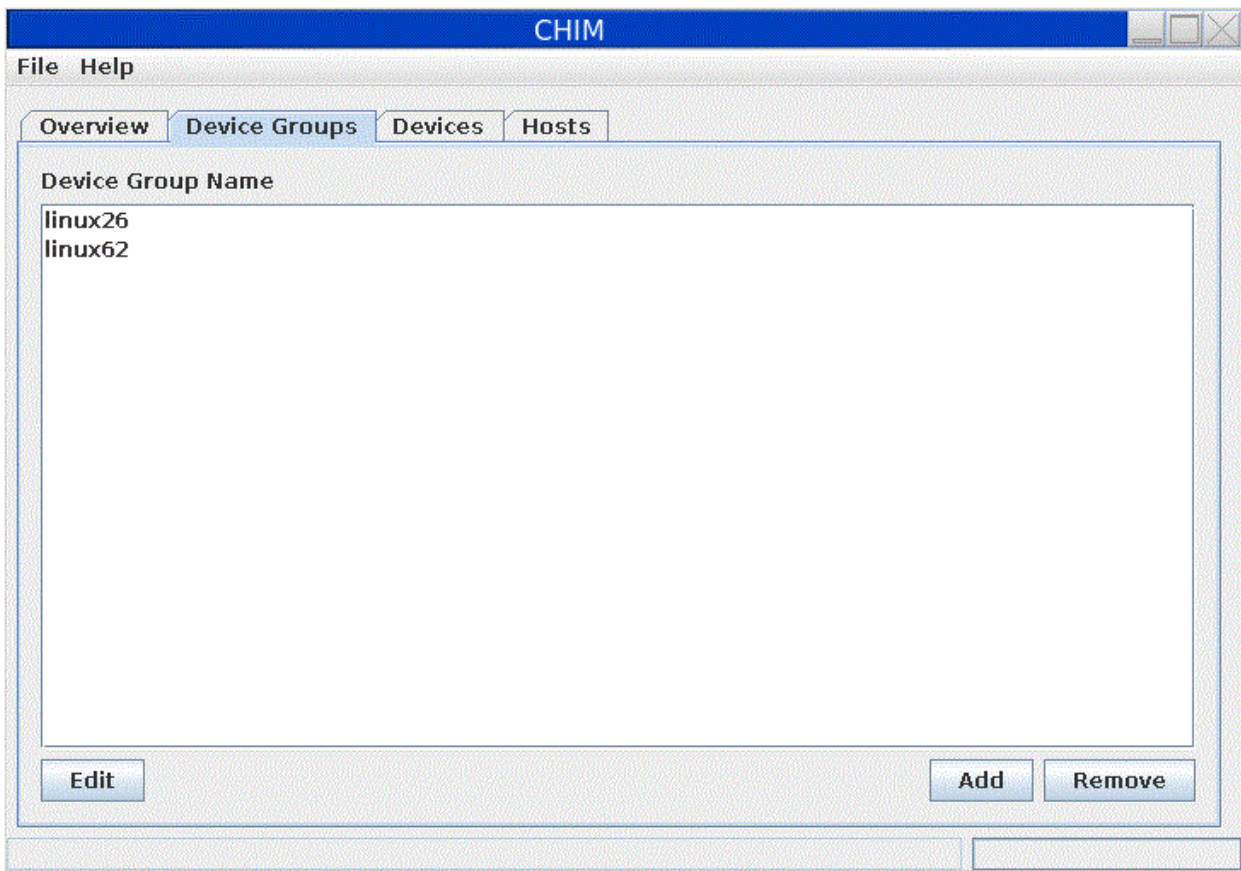 CHIM
File Help
Overview Device Groups Devices Hosts
Device Group Name
linux26
linux62
Edit Add Remove